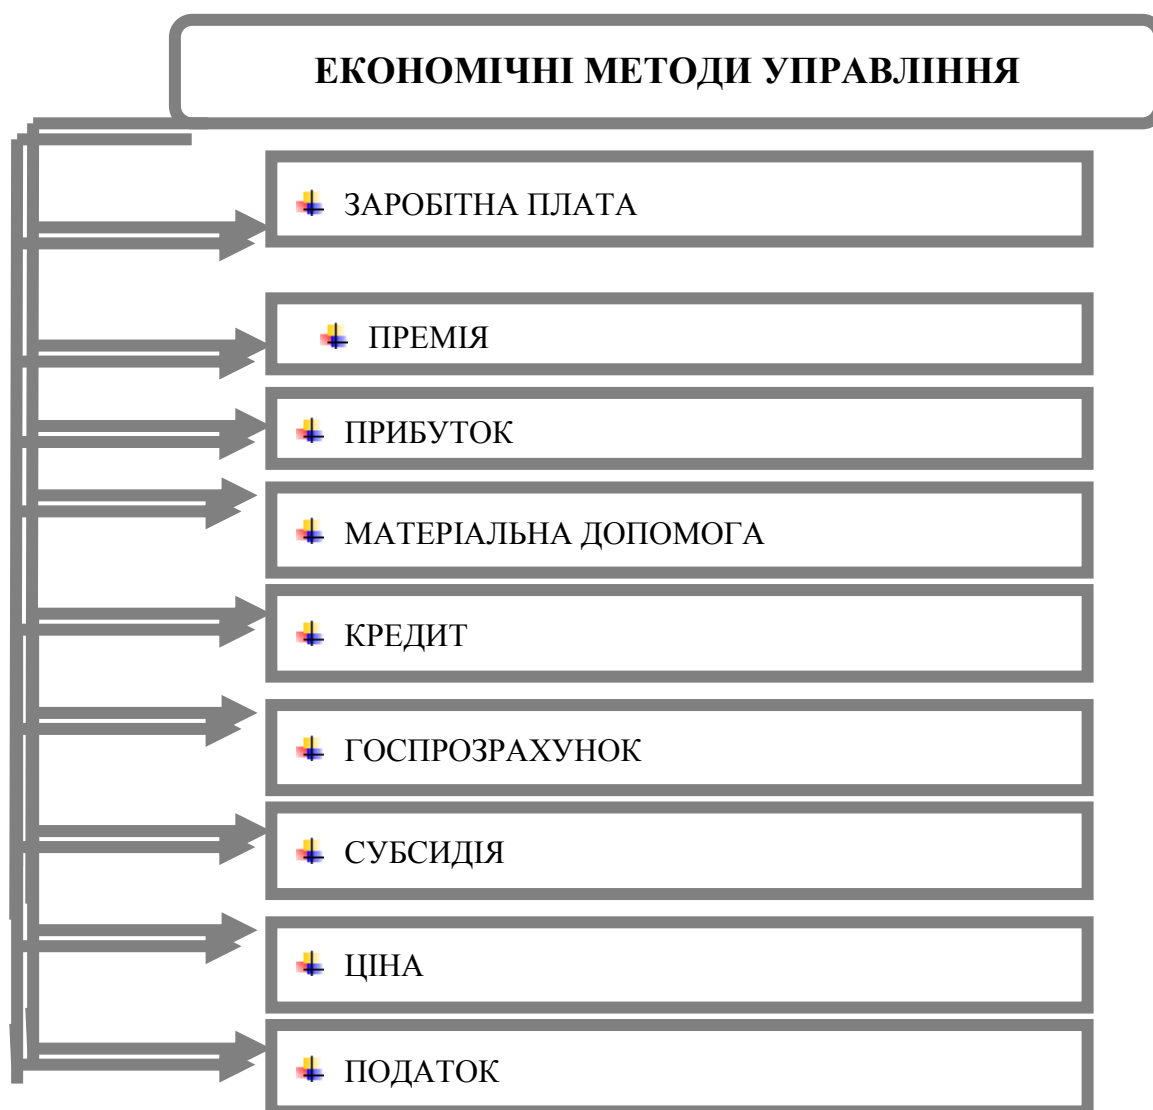 ЕКОНОМІЧНІ МЕТОДИ УПРАВЛІННЯ
ЗАРОБІТНА ПЛАТА
ПРЕМІЯ
ПРИБУТОК
МАТЕРІАЛЬНА ДОПОМОГА
КРЕДИТ
ГОСПРОЗРАХУНОК
СУБСИДІЯ
ЦІНА
ПОДАТОК